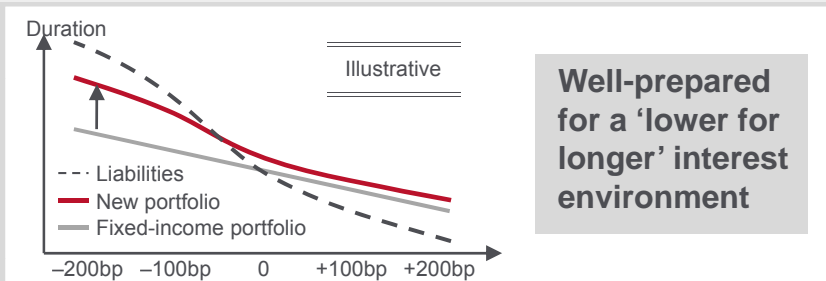 Duration
Illustrative
Liabilities
New portfolio
Fixed-income portfolio
–200bp –100bp 0 +100bp +200bp
Well-prepared
for a ‘lower for
longer’ interest
environment